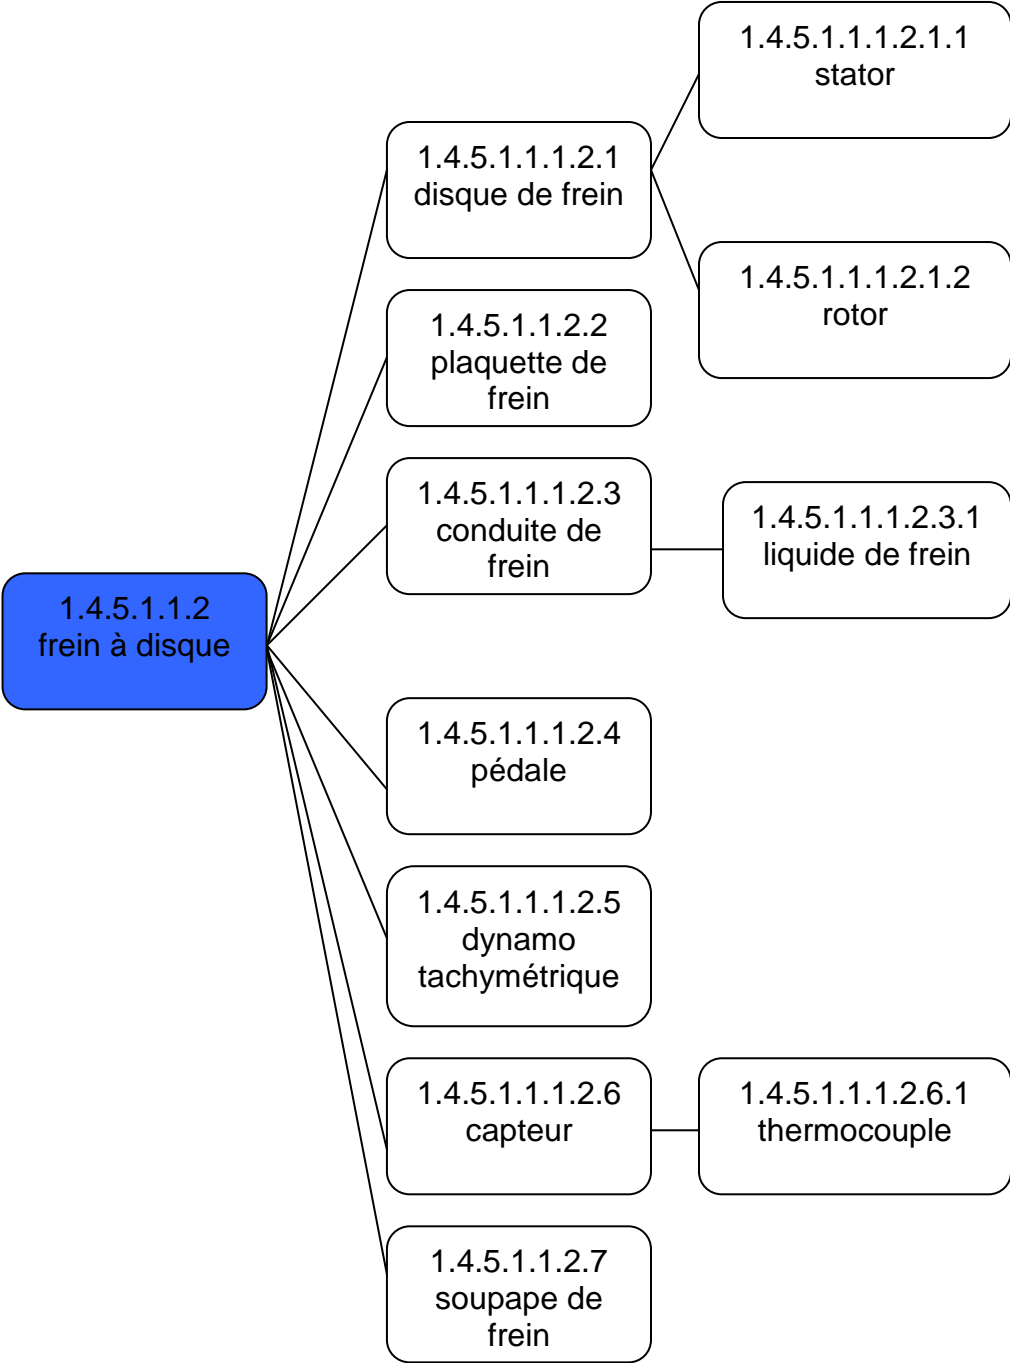 1.4.5.1.1.1.2.1.1
stator
1.4.5.1.1.1.2.1
disque de frein
1.4.5.1.1.1.2.1.2
rotor
1.4.5.1.1.2.2
plaquette de
frein
1.4.5.1.1.1.2.3
conduite de
frein
1.4.5.1.1.1.2.3.1
liquide de frein
1.4.5.1.1.2
frein à disque
1.4.5.1.1.1.2.4
pédale
1.4.5.1.1.1.2.5
dynamo
tachymétrique
1.4.5.1.1.1.2.6
capteur
1.4.5.1.1.1.2.6.1
thermocouple
1.4.5.1.1.2.7
soupape de
frein